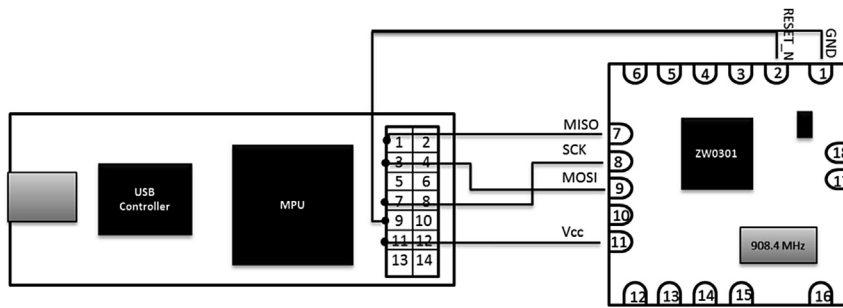 RESET_N
GND
6 5 4 3 2 1
MISO
7
SCK
8
MOSI
9
10
Vcc
11
ZW0301
18
17
908.4 MHz
12 13 14 15 16
USB
Controller
MPU
1 2
3 4
5 6
7 8
9 10
11 12
13 14